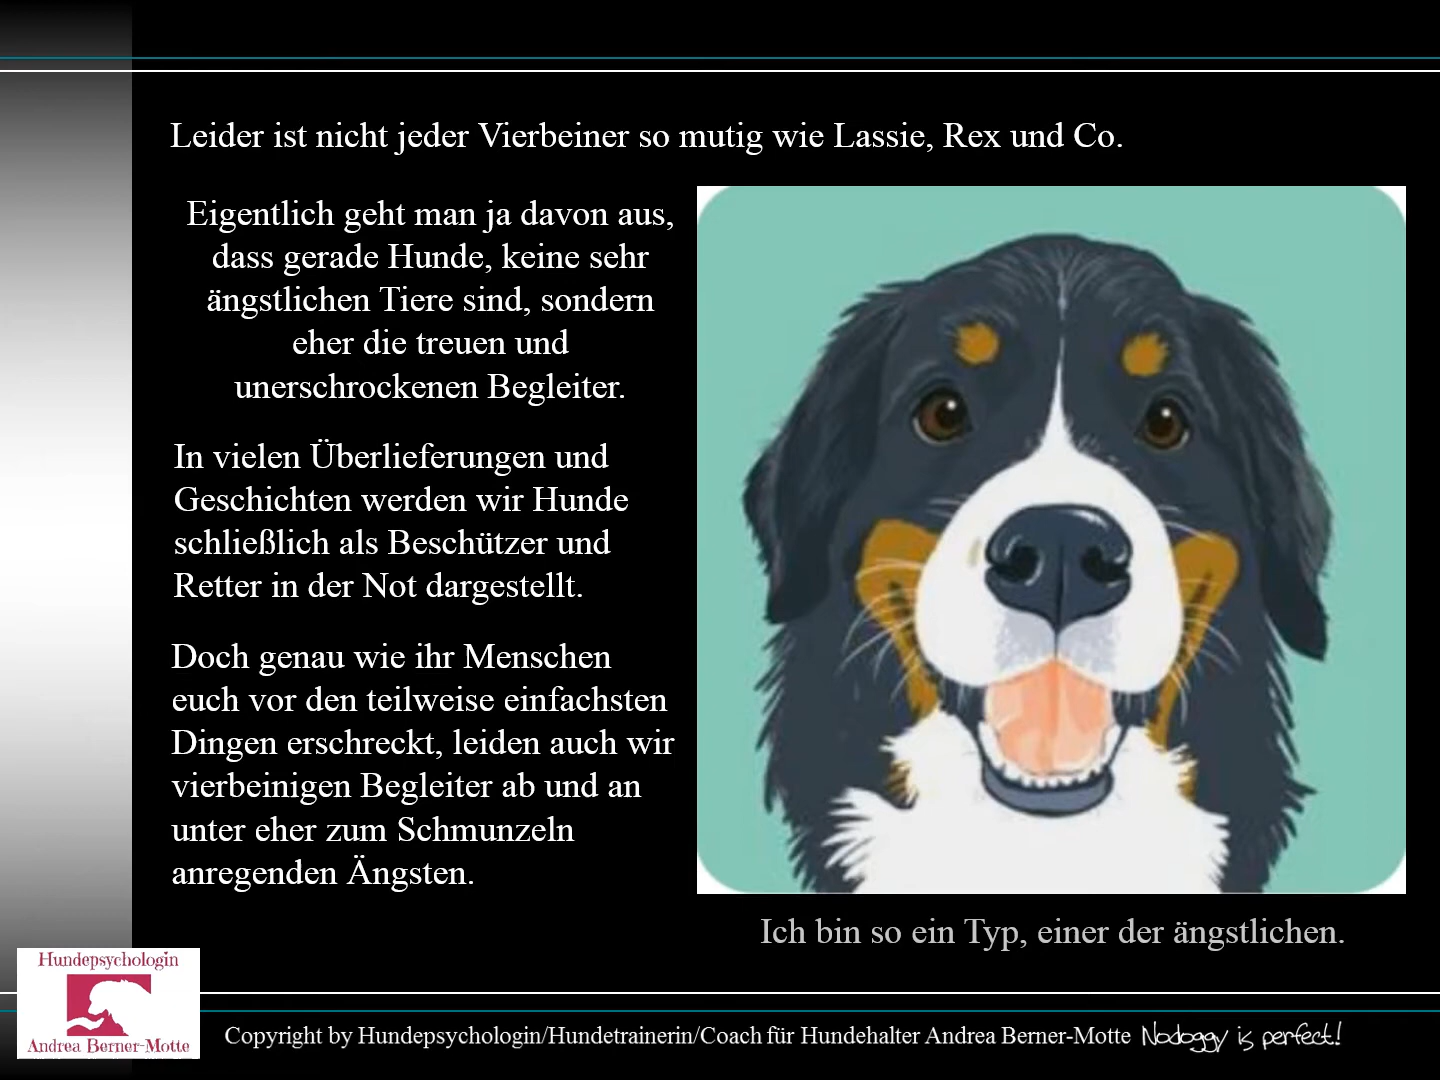 Leider ist nicht jeder Vierbeiner so mutig wie Lassie, Rex und Co.
Eigentlich geht man ja davon aus,
dass gerade Hunde, keine sehr
ängstlichen Tiere sind, sondern
eher die treuen und
unerschrockenen Begleiter.
In vielen Überlieferungen und
Geschichten werden wir Hunde
schließlich als Beschützer und
Retter in der Not dargestellt.
Doch genau wie ihr Menschen
euch vor den teilweise einfachsten
Dingen erschreckt, leiden auch wir
vierbeinigen Begleiter ab und an
unter eher zum Schmunzeln
anregenden Ängsten.
Ich bin so ein Typ, einer der ängstlichen.
Hundepsychologin
Andrea Berner-Motte
Copyright by Hundepsychologin/Hundetrainerin/Coach für Hundehalter Andrea Berner-Motte Nodoggy is perfect!